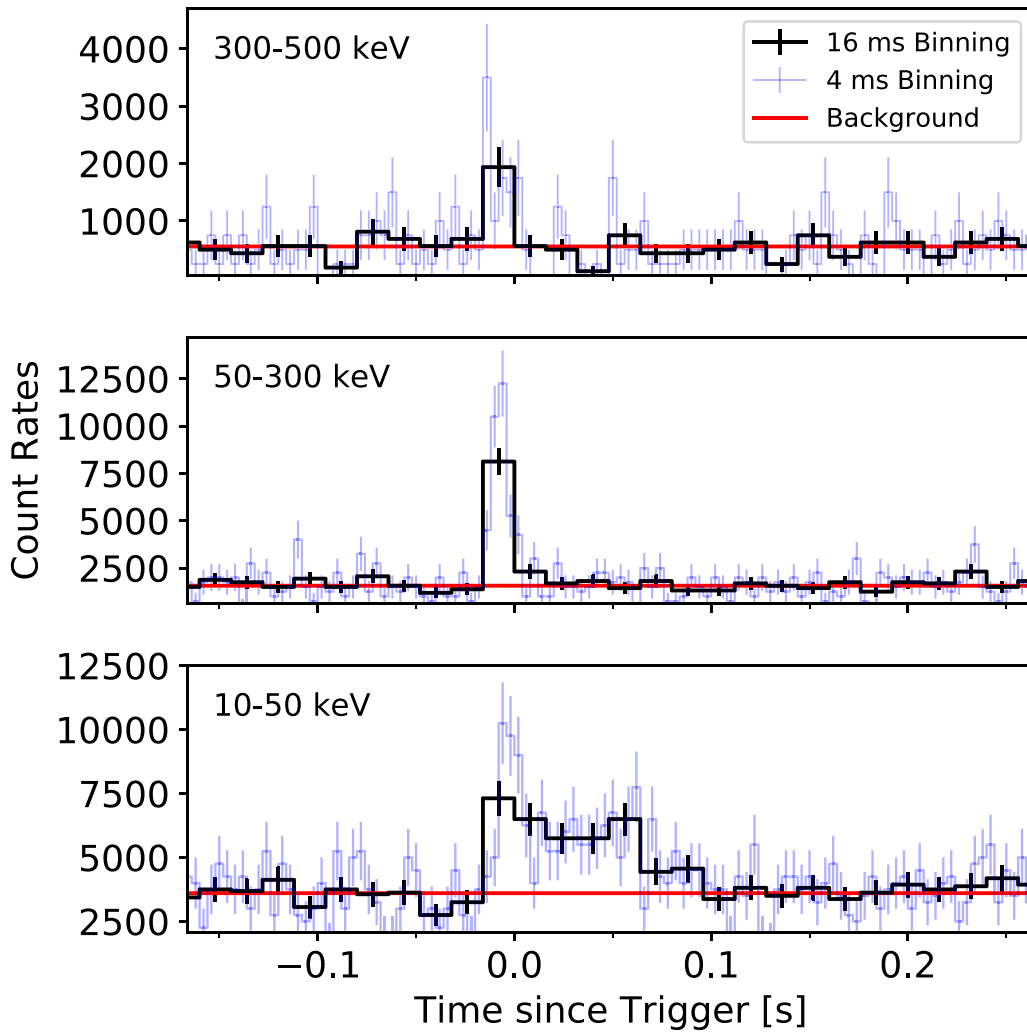 300-500 keV
16 ms Binning
4 ms Binning
Background
4000
3000
2000
1000
50-300 keV
12500
10000
7500
5000
2500
Count Rates
10-50 keV
12500
10000
7500
5000
2500
−0.1 0.0 0.1 0.2
Time since Trigger [s]